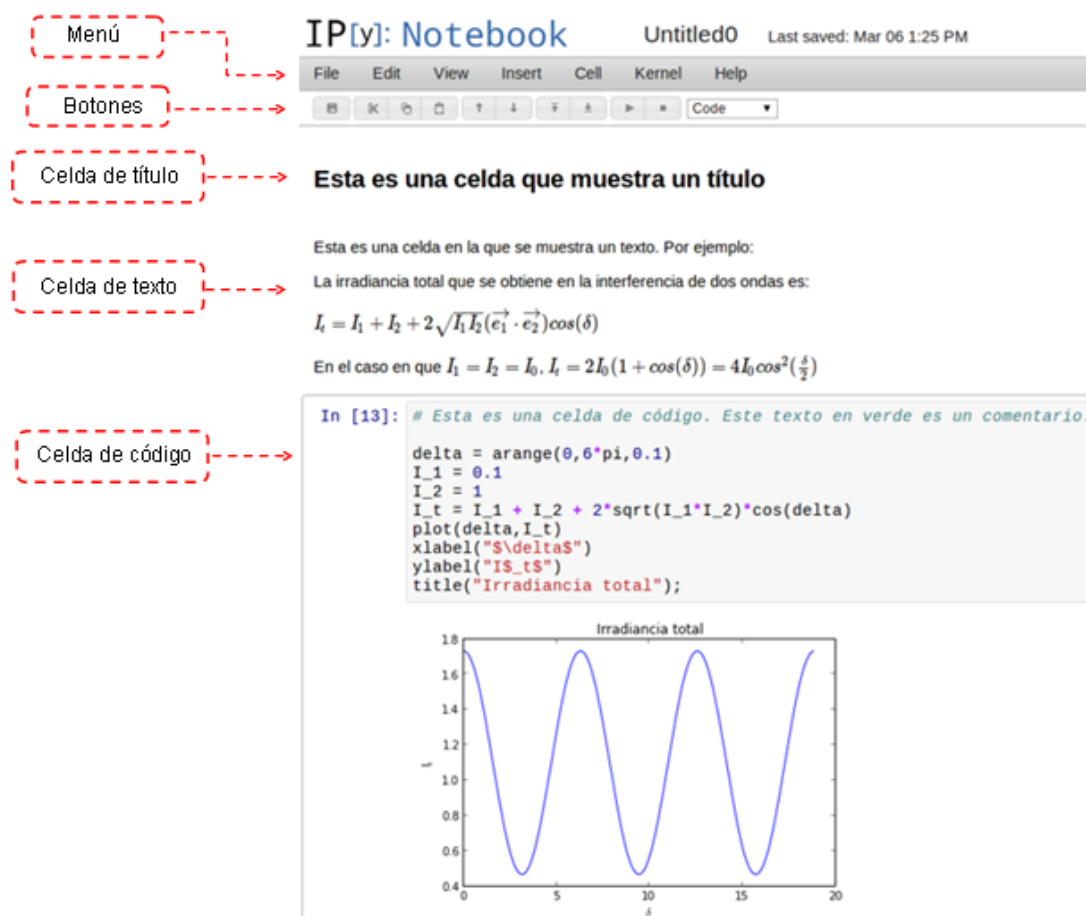 Menú
IP[y]: Notebook Untitled0 Last saved: Mar 06 1:25 PM
File Edit View Insert Cell Kernel Help
Botones
Code
Celda de título
Esta es una celda que muestra un título
Esta es una celda en la que se muestra un texto. Por ejemplo:
Celda de texto
La irradiancia total que se obtiene en la interferencia de dos ondas es:
I_t = I_1 + I_2 + 2√(I_1 I_2)(e_1⃗ · e_2⃗)cos(δ)
En el caso en que I_1 = I_2 = I_0, I_t = 2I_0(1 + cos(δ)) = 4I_0cos²(δ/2)
Celda de código
In [13]: # Esta es una celda de código. Este texto en verde es un comentario.
delta = arange(0,6*pi,0.1)
I_1 = 0.1
I_2 = 1
I_t = I_1 + I_2 + 2*sqrt(I_1*I_2)*cos(delta)
plot(delta,I_t)
xlabel("$\delta$")
ylabel("I$_t$")
title("Irradiancia total");
Irradiancia total
1.8
1.6
1.4
1.2
1.0
0.8
0.6
0.4
0 5 10 15 20
δ